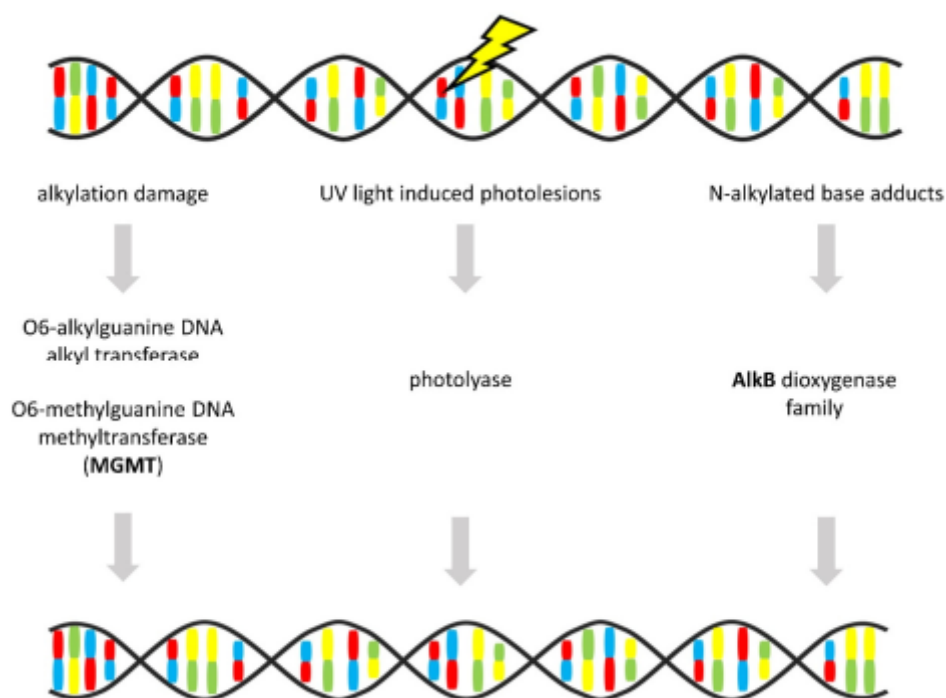 alkylation damage
UV light induced photolesions
N-alkylated base adducts
O6-alkylguanine DNA
alkyl transferase
O6-methylguanine DNA
methyltransferase
(MGMT)
photolyase
AlkB dioxygenase
family